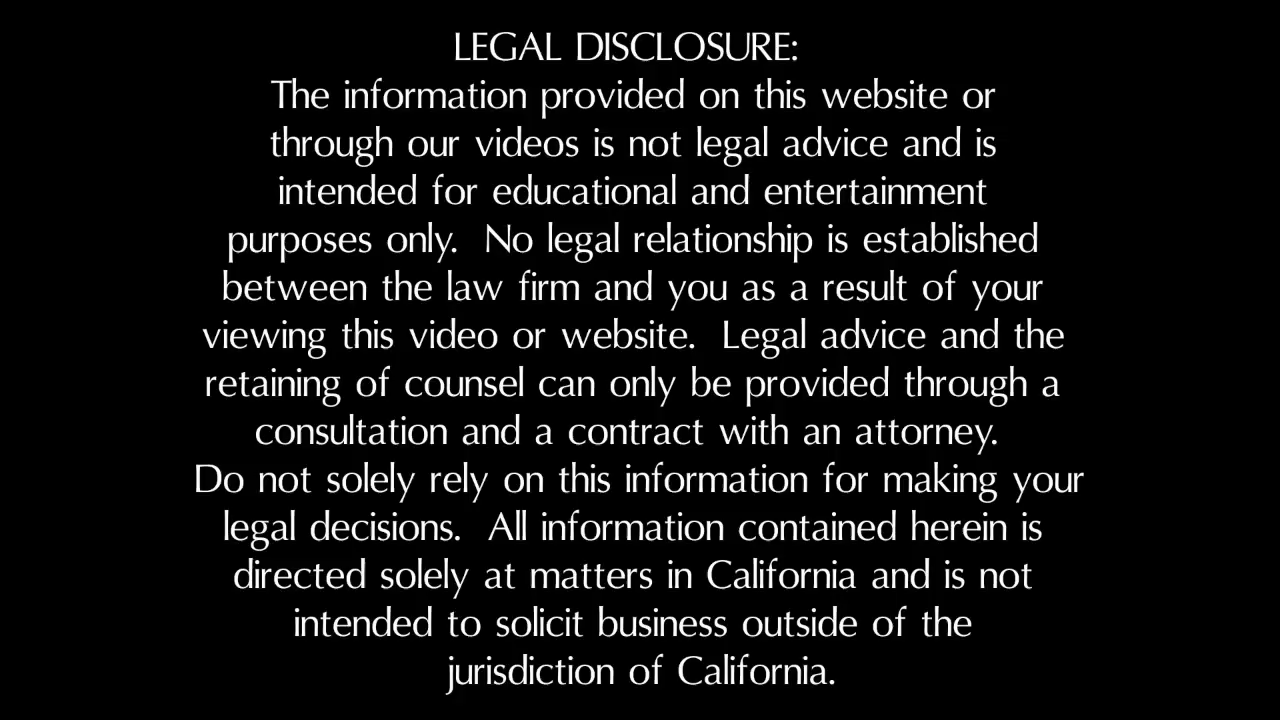 LEGAL DISCLOSURE:
The information provided on this website or
through our videos is not legal advice and is
intended for educational and entertainment
purposes only.  No legal relationship is established
between the law firm and you as a result of your
viewing this video or website.  Legal advice and the
retaining of counsel can only be provided through a
consultation and a contract with an attorney.
Do not solely rely on this information for making your
legal decisions.  All information contained herein is
directed solely at matters in California and is not
intended to solicit business outside of the
jurisdiction of California.